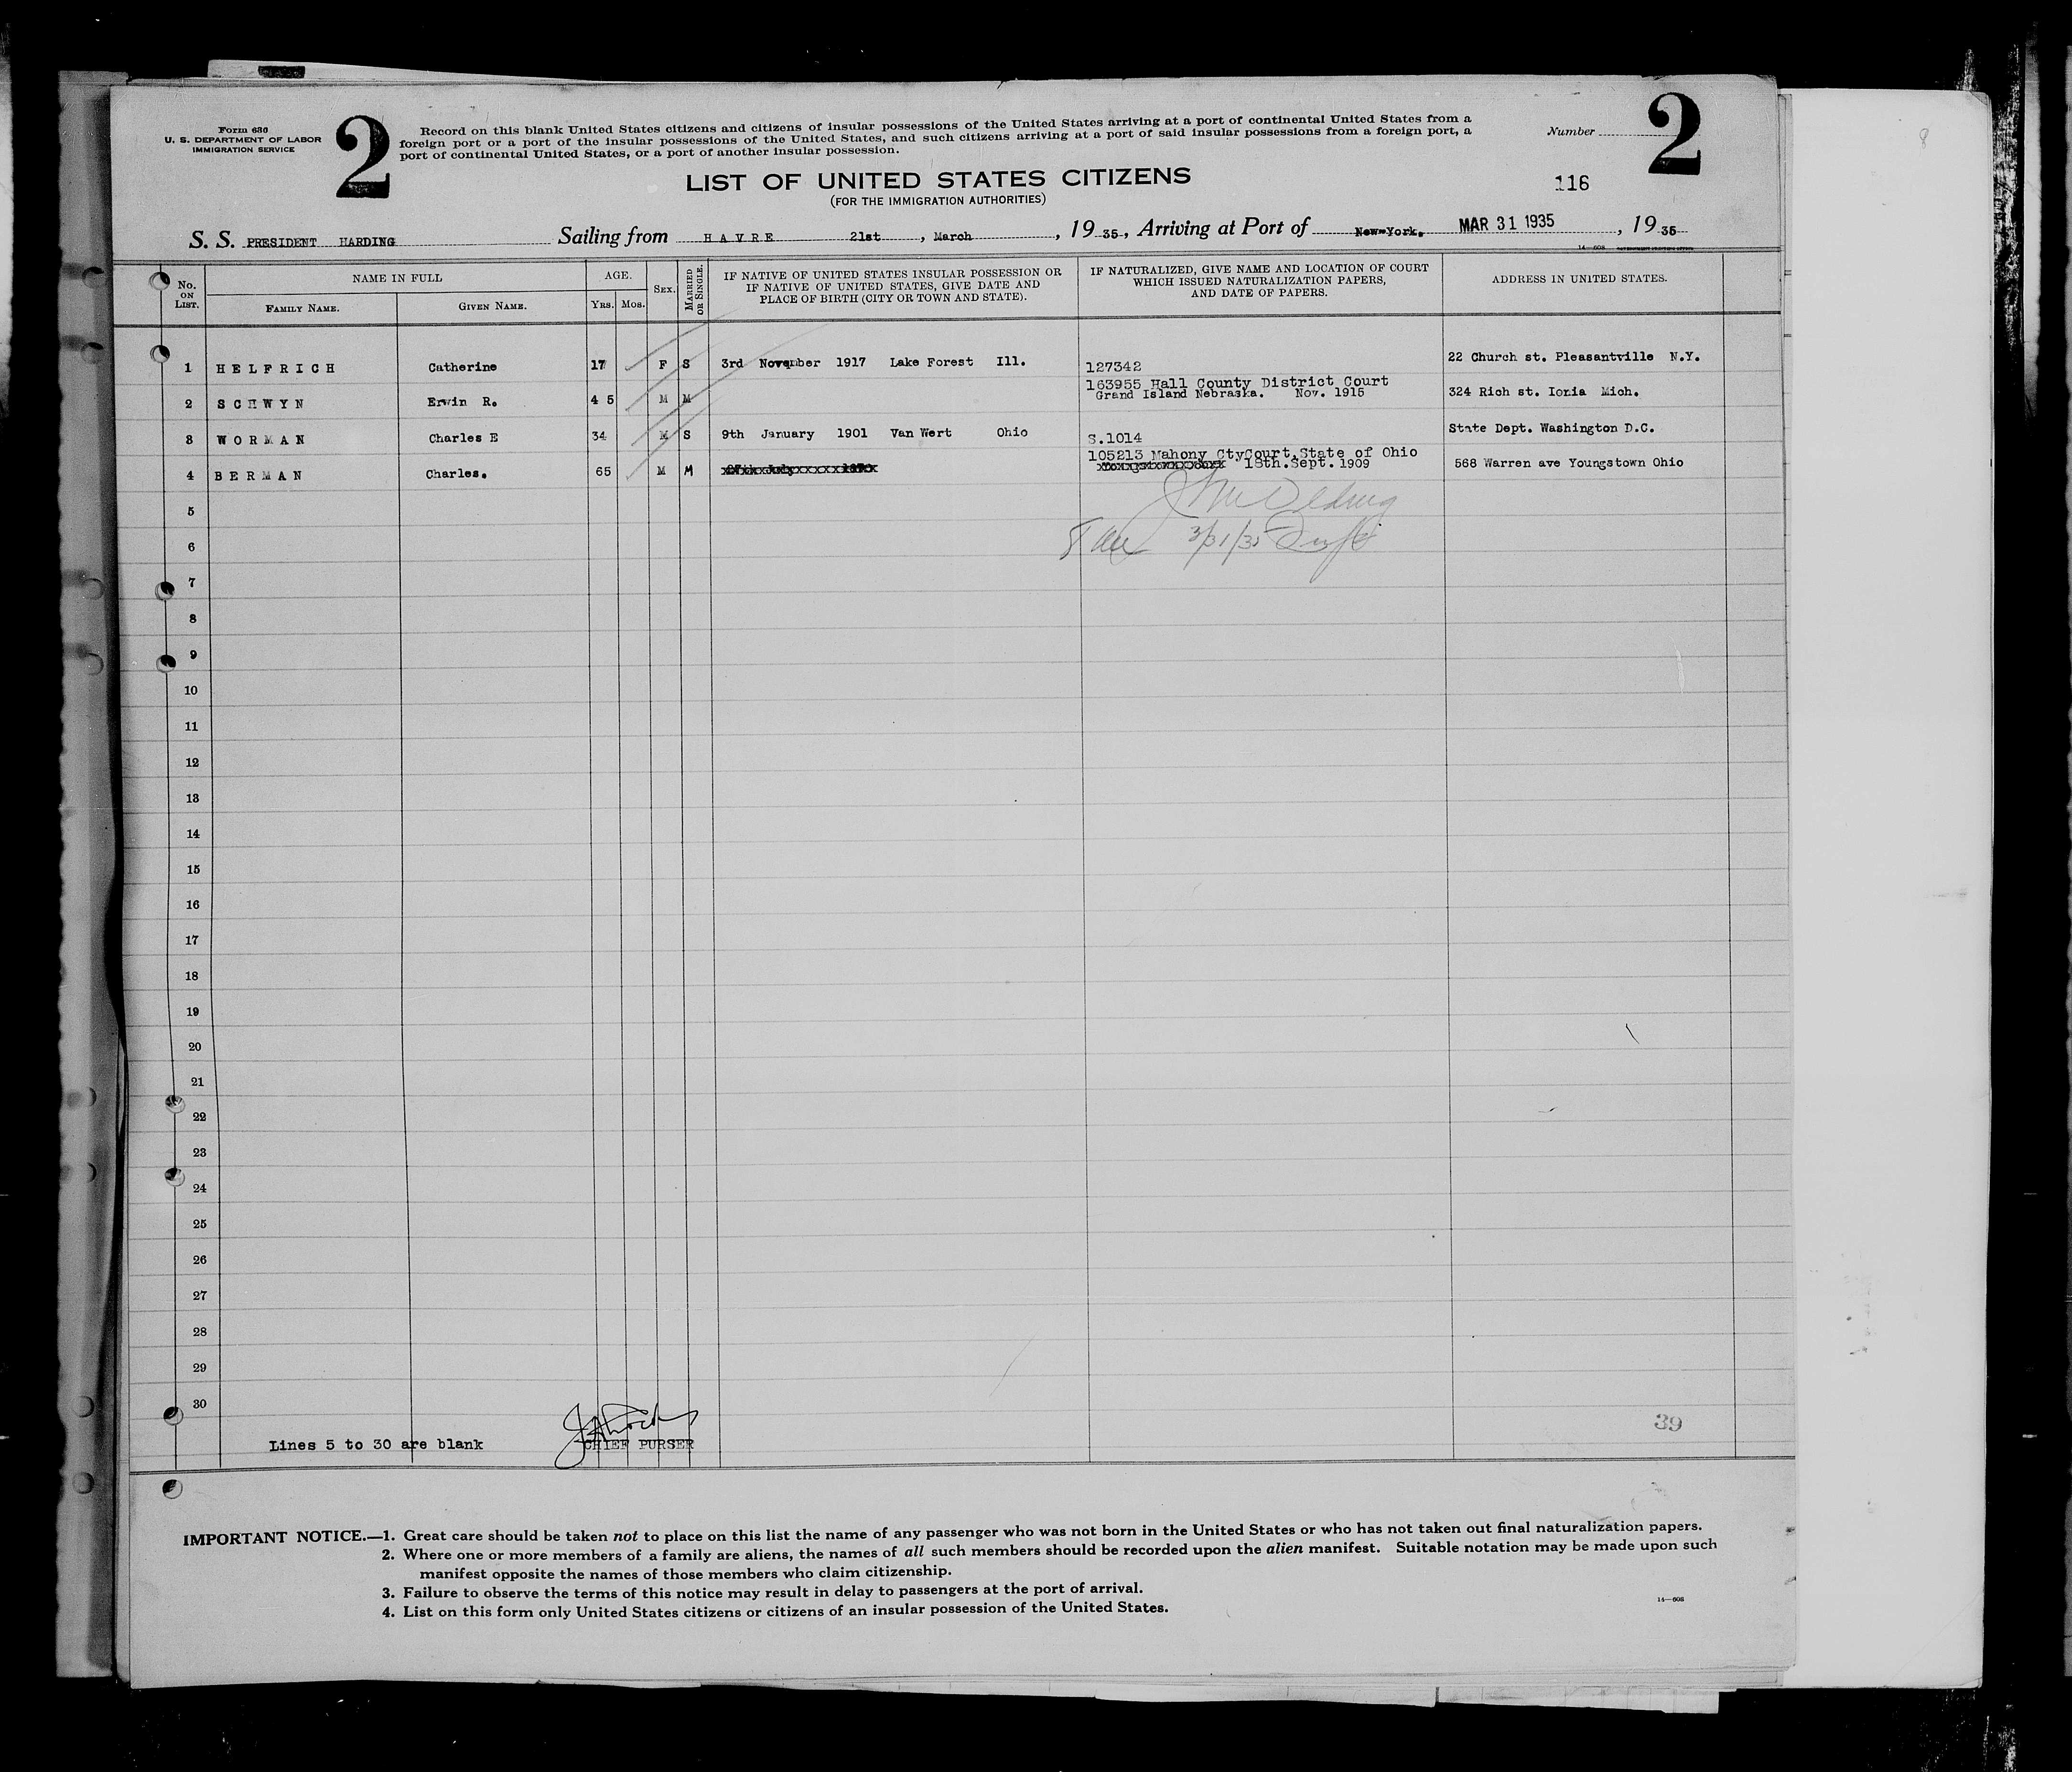 Form 630
U. S. DEPARTMENT OF LABOR
IMMIGRATION SERVICE
2
Record on this blank United States citizens and citizens of insular possessions of the United States arriving at a port of continental United States from a
foreign port or a port of the insular possessions of the United States, and such citizens arriving at a port of said insular possessions from a foreign port, a
port of continental United States, or a port of another insular possession.
Number
2
LIST OF UNITED STATES CITIZENS
(FOR THE IMMIGRATION AUTHORITIES)
116
S. S. PRESIDENT HARDING Sailing from HAVRE 21st, March, 1935, Arriving at Port of New-York. MAR 31 1935, 1935
14—608
No. ON LIST.
NAME IN FULL
FAMILY NAME.
GIVEN NAME.
AGE.
YRS. MOS.
SEX.
MARRIED OR SINGLE.
IF NATIVE OF UNITED STATES INSULAR POSSESSION OR
IF NATIVE OF UNITED STATES, GIVE DATE AND
PLACE OF BIRTH (CITY OR TOWN AND STATE).
IF NATURALIZED, GIVE NAME AND LOCATION OF COURT
WHICH ISSUED NATURALIZATION PAPERS,
AND DATE OF PAPERS.
ADDRESS IN UNITED STATES.
1 HELFRICH Catherine 17 F S 3rd November 1917 Lake Forest Ill. 127342 22 Church st. Pleasantville N.Y.
2 SCHWYN Erwin R. 45 M M 163955 Hall County District Court
Grand Island Nebraska. Nov. 1915 324 Rich st. Ionia Mich.
3 WORMAN Charles E 34 M S 9th January 1901 Van Wert Ohio S.1014 State Dept. Washington D.C.
4 BERMAN Charles. 65 M M 105213 Mahony CtyCourt,State of Ohio
18th.Sept. 1909 568 Warren ave Youngstown Ohio
5
6 3/31/35
7
8
9
10
11
12
13
14
15
16
17
18
19
20
21
22
23
24
25
26
27
28
29
30
39
Lines 5 to 30 are blank CHIEF PURSER
IMPORTANT NOTICE.—1. Great care should be taken not to place on this list the name of any passenger who was not born in the United States or who has not taken out final naturalization papers.
2. Where one or more members of a family are aliens, the names of all such members should be recorded upon the alien manifest. Suitable notation may be made upon such
manifest opposite the names of those members who claim citizenship.
3. Failure to observe the terms of this notice may result in delay to passengers at the port of arrival.
4. List on this form only United States citizens or citizens of an insular possession of the United States.
14—608